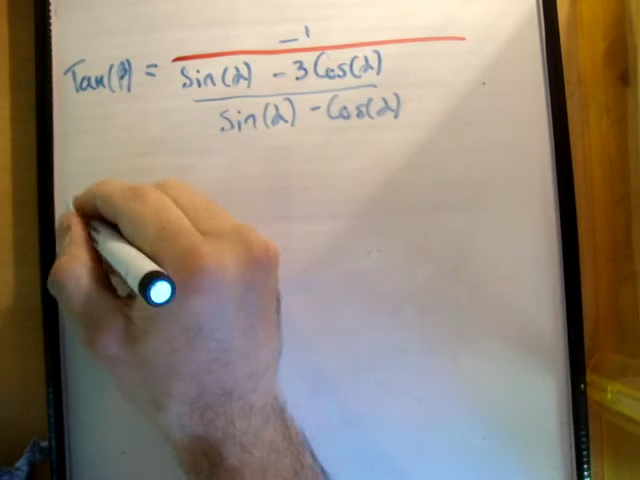 -1
Tan(β) = Sin(α) - 3Cos(α)
Sin(α) - Cos(α)